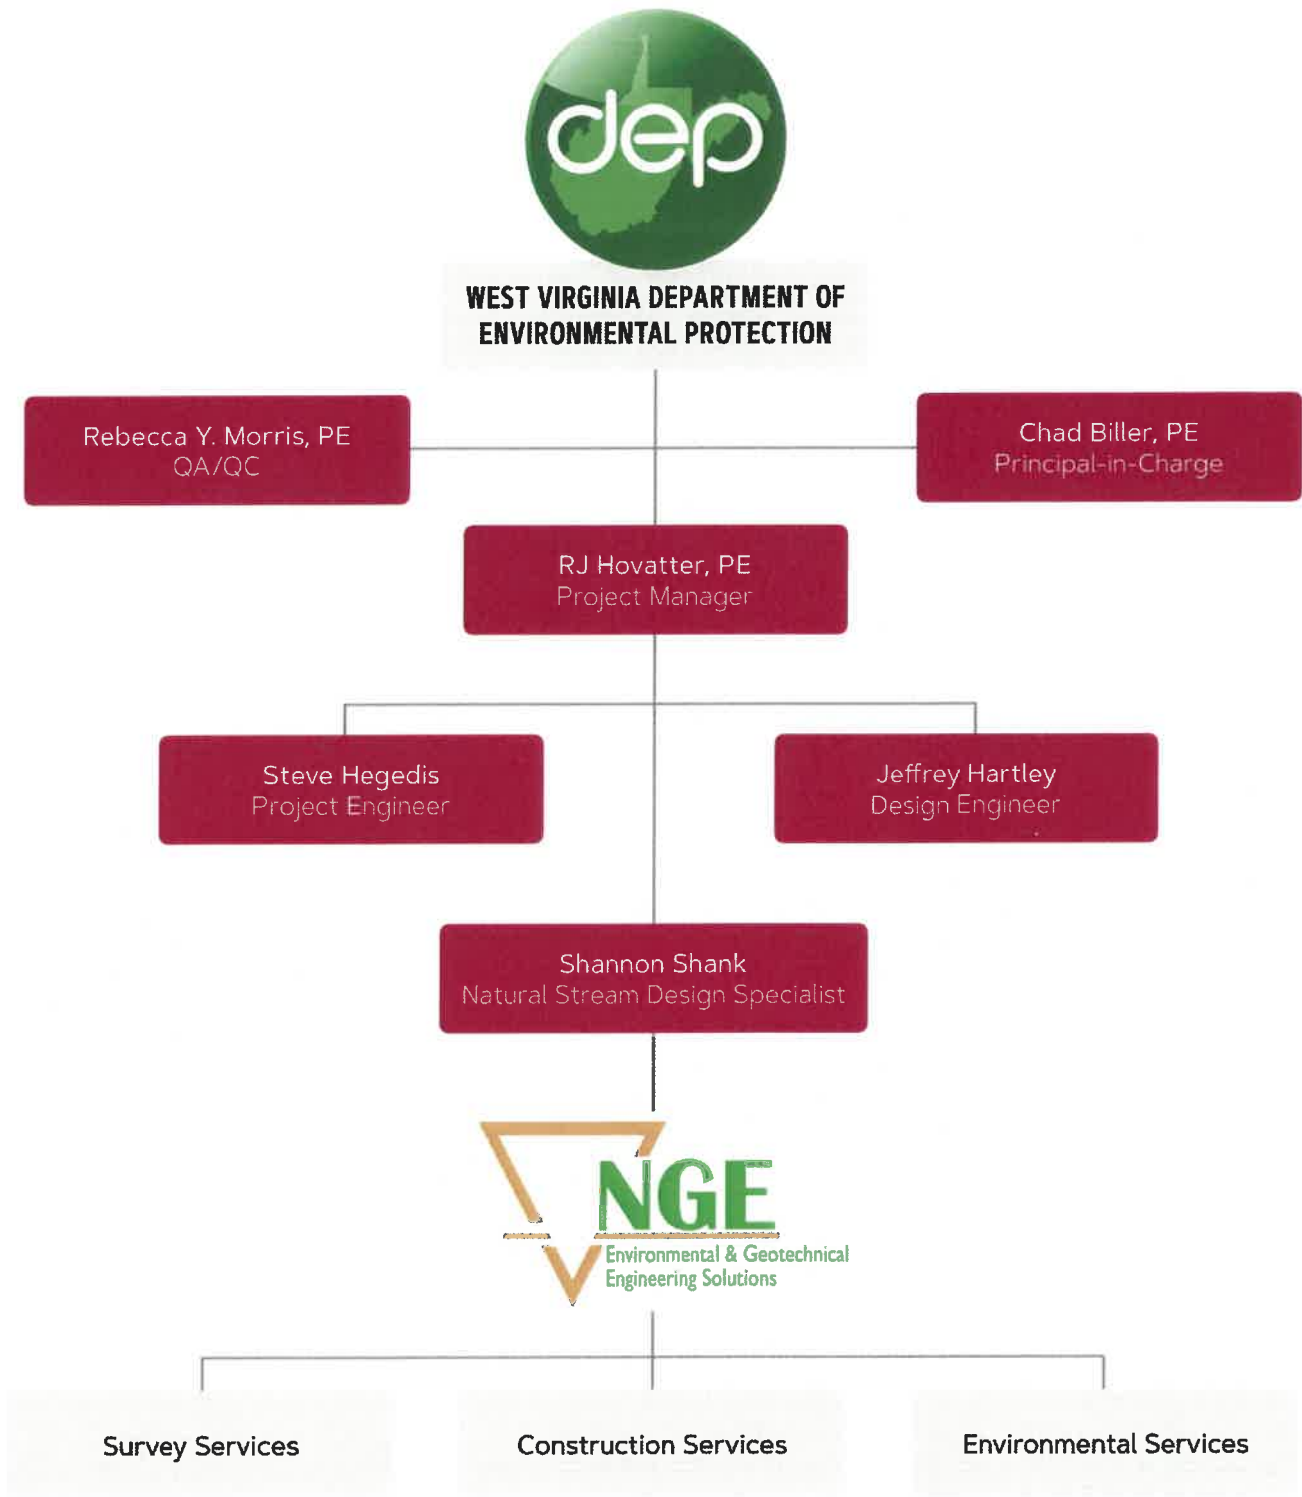 dep
WEST VIRGINIA DEPARTMENT OF
ENVIRONMENTAL PROTECTION
Rebecca Y. Morris, PE
QA/QC
Chad Biller, PE
Principal-in-Charge
RJ Hovatter, PE
Project Manager
Steve Hegedis
Project Engineer
Jeffrey Hartley
Design Engineer
Shannon Shank
Natural Stream Design Specialist
NGE
Environmental & Geotechnical
Engineering Solutions
Survey Services
Construction Services
Environmental Services